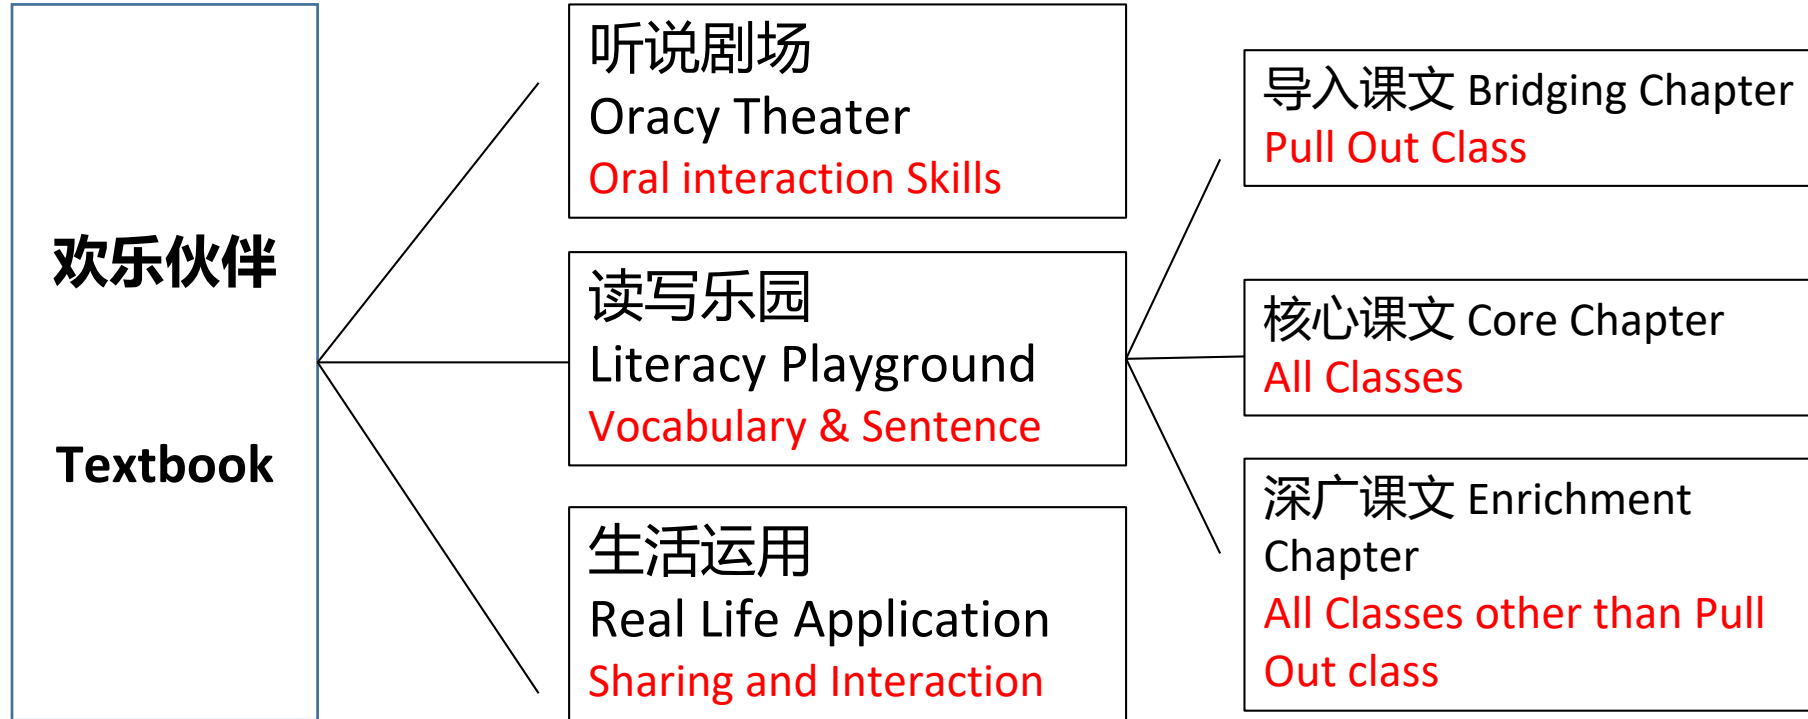 欢乐伙伴
Textbook
听说剧场
Oracy Theater
Oral interaction Skills
读写乐园
Literacy Playground
Vocabulary & Sentence
生活运用
Real Life Application
Sharing and Interaction
导入课文 Bridging Chapter
Pull Out Class
核心课文 Core Chapter
All Classes
深广课文 Enrichment
Chapter
All Classes other than Pull
Out class